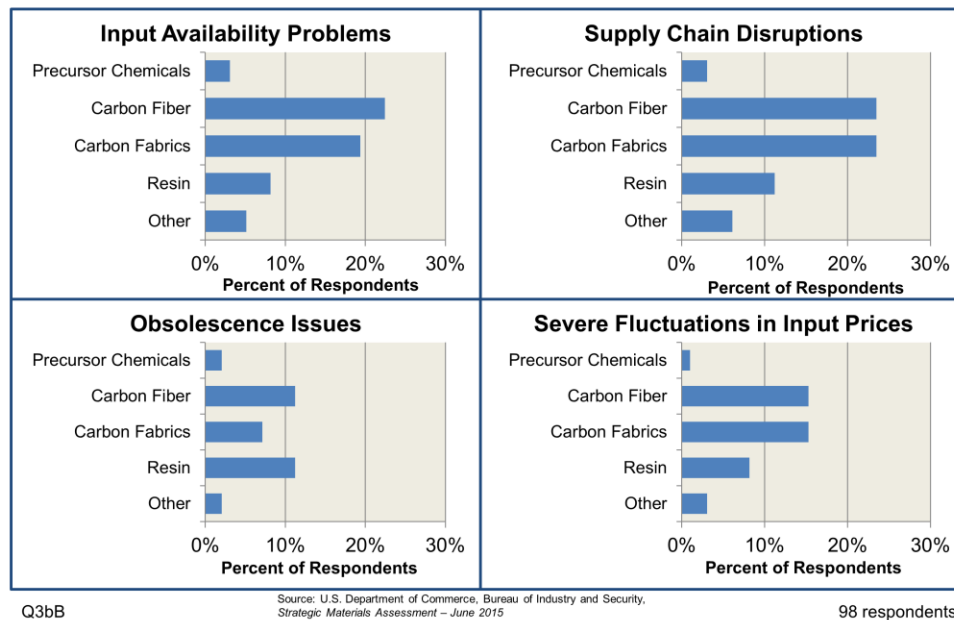 Input Availability Problems
Precursor Chemicals
Carbon Fiber
Carbon Fabrics
Resin
Other
0% 10% 20% 30%
Percent of Respondents
Supply Chain Disruptions
Precursor Chemicals
Carbon Fiber
Carbon Fabrics
Resin
Other
0% 10% 20% 30%
Percent of Respondents
Obsolescence Issues
Precursor Chemicals
Carbon Fiber
Carbon Fabrics
Resin
Other
0% 10% 20% 30%
Percent of Respondents
Severe Fluctuations in Input Prices
Precursor Chemicals
Carbon Fiber
Carbon Fabrics
Resin
Other
0% 10% 20% 30%
Percent of Respondents
Q3bB
Source: U.S. Department of Commerce, Bureau of Industry and Security,
Strategic Materials Assessment – June 2015
98 respondents